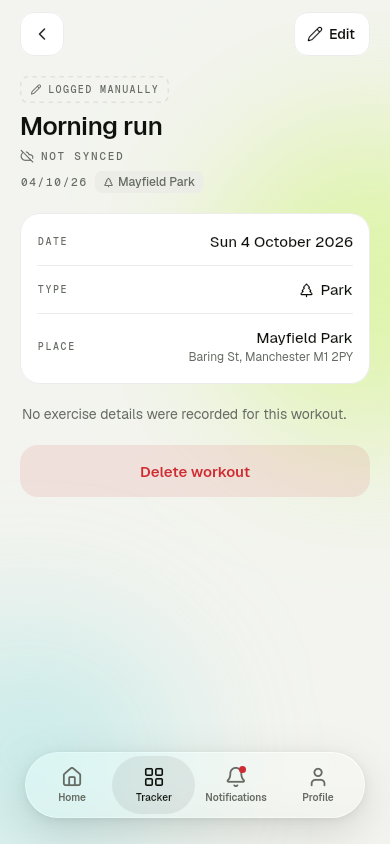 Edit
LOGGED MANUALLY
Morning run
NOT SYNCED
04/10/26 Mayfield Park
DATE Sun 4 October 2026
TYPE Park
PLACE Mayfield Park
Baring St, Manchester M1 2PY
No exercise details were recorded for this workout.
Delete workout
Home Tracker Notifications Profile